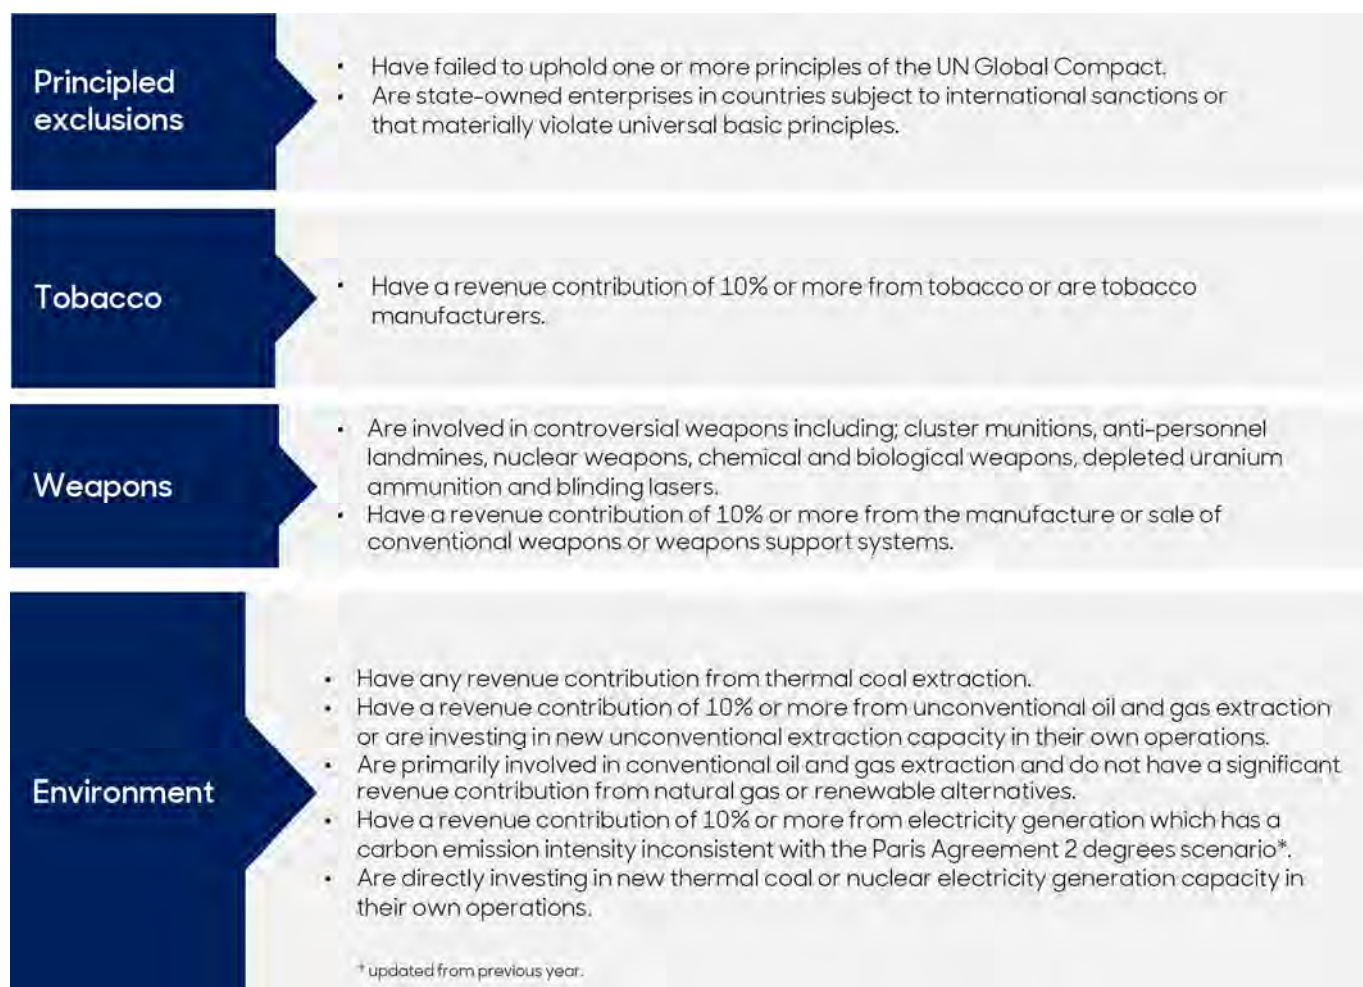 Principled
exclusions
• Have failed to uphold one or more principles of the UN Global Compact.
• Are state-owned enterprises in countries subject to international sanctions or
that materially violate universal basic principles.
Tobacco
• Have a revenue contribution of 10% or more from tobacco or are tobacco
manufacturers.
Weapons
• Are involved in controversial weapons including; cluster munitions, anti-personnel
landmines, nuclear weapons, chemical and biological weapons, depleted uranium
ammunition and blinding lasers.
• Have a revenue contribution of 10% or more from the manufacture or sale of
conventional weapons or weapons support systems.
Environment
• Have any revenue contribution from thermal coal extraction.
• Have a revenue contribution of 10% or more from unconventional oil and gas extraction
or are investing in new unconventional extraction capacity in their own operations.
• Are primarily involved in conventional oil and gas extraction and do not have a significant
revenue contribution from natural gas or renewable alternatives.
• Have a revenue contribution of 10% or more from electricity generation which has a
carbon emission intensity inconsistent with the Paris Agreement 2 degrees scenario*.
• Are directly investing in new thermal coal or nuclear electricity generation capacity in
their own operations.
* updated from previous year.